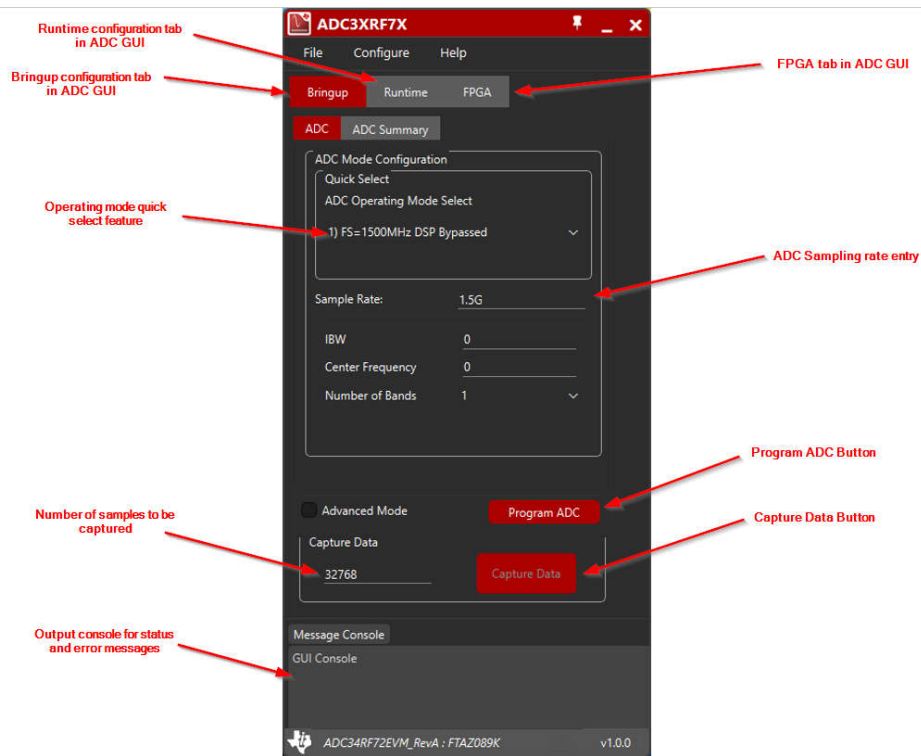 ADC3XRF7X
File Configure Help
Bringup Runtime FPGA
ADC ADC Summary
ADC Mode Configuration
Quick Select
ADC Operating Mode Select
1) FS=1500MHz DSP Bypassed
Sample Rate: 1.5G
IBW 0
Center Frequency 0
Number of Bands 1
Advanced Mode Program ADC
Capture Data
32768 Capture Data
Message Console
GUI Console
ADC34RF72EVM_RevA : FTAZ089K v1.0.0
Runtime configuration tab
in ADC GUI
Bringup configuration tab
in ADC GUI
Operating mode quick
select feature
Number of samples to be
captured
Output console for status
and error messages
FPGA tab in ADC GUI
ADC Sampling rate entry
Program ADC Button
Capture Data Button